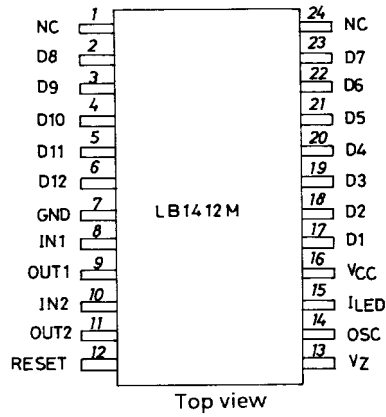 1 24
NC NC
2 23
D8 D7
3 22
D9 D6
4 21
D10 D5
5 20
D11 D4
6 19
D12 D3
7 18
GND LB1412M D2
8 17
IN1 D1
9 16
OUT1 VCC
10 15
IN2 ILED
11 14
OUT2 OSC
12 13
RESET VZ
Top view